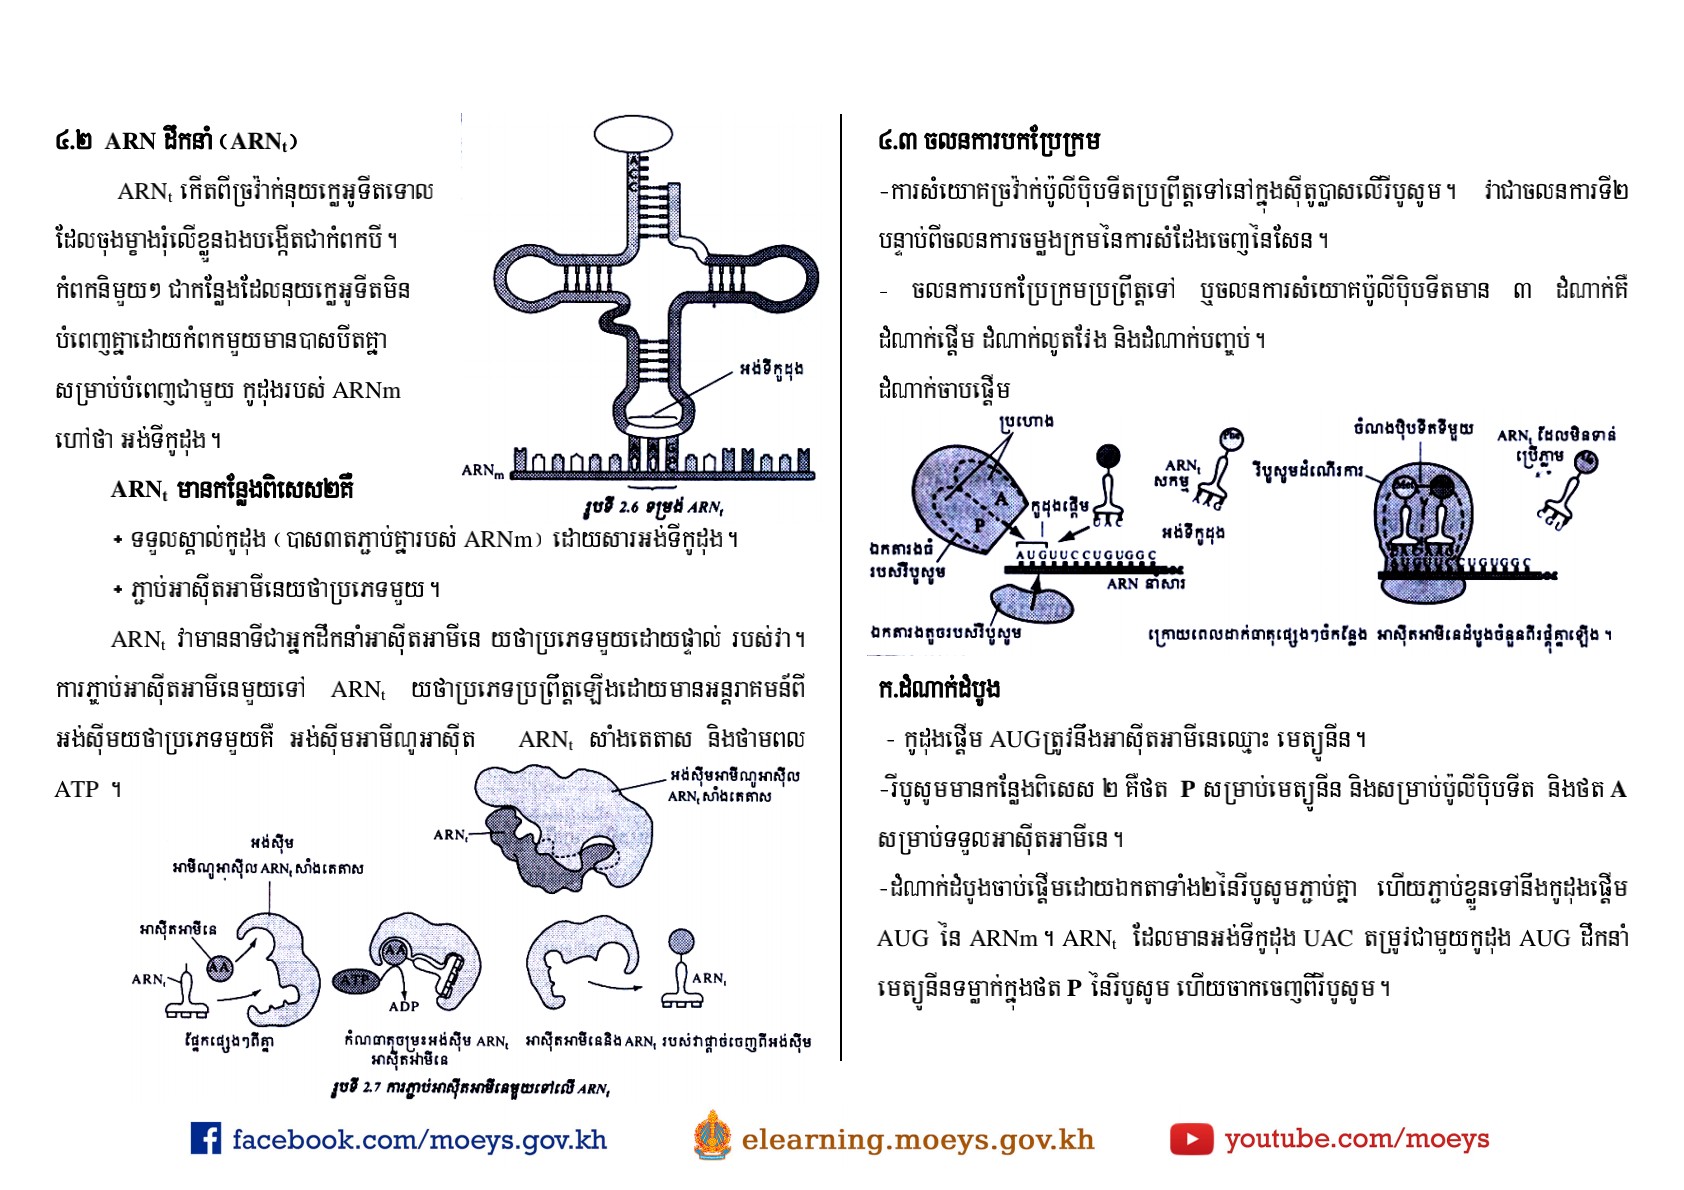 ៤.២ ARN ដឹកនាំ (ARNt)
ARNt កើតពីច្រវ៉ាក់នុយក្លេអូទីតទោល
ដែលចុងម្ខាងរុំលើខ្លួនឯងបង្កើតជាកំពកបី។
កំពកនិមួយៗ ជាកន្លែងដែលនុយក្លេអូទីតមិន
បំពេញគ្នាដោយកំពកមួយមានបាសបីតគ្នា
សម្រាប់បំពេញជាមួយ កូដុងរបស់ ARNm
ហៅថា អង់ទីកូដុង។
A
C
C
អង់ទីកូដុង
ARNm
រូបទី 2.6 ទម្រង់ ARNt
ARNt មានកន្លែងពិសេស២គឺ
+ ទទួលស្គាល់កូដុង ( បាស៣តភ្ជាប់គ្នារបស់ ARNm) ដោយសារអង់ទីកូដុង។
+ ភ្ជាប់អាស៊ីតអាមីនេយថាប្រភេទមួយ។
ARNt វាមាននាទីជាអ្នកដឹកនាំអាស៊ីតអាមីនេ យថាប្រភេទមួយដោយផ្ទាល់ របស់វា។
ការភ្ជាប់អាស៊ីតអាមីនេមួយទៅ ARNt យថាប្រភេទប្រព្រឹត្តឡើងដោយមានអន្តរាគមន៍ពី
អង់ស៊ីមយថាប្រភេទមួយគឺ អង់ស៊ីមអាមីណូអាស៊ីត ARNt សាំងតេតាស និងថាមពល
ATP ។
អង់ស៊ីមអាមីណូអាស៊ីល
ARNt សាំងតេតាស
ARNt
អង់ស៊ីម
អាមីណូអាស៊ីល ARNt សាំងតេតាស
អាស៊ីតអាមីនេ
AA
ARNt
AA
ATP
ADP
ARNt
ផ្នែកផ្សេងៗពីគ្នា
កំណធាតុចម្រុះអង់ស៊ីម ARNt
អាស៊ីតអាមីនេ
អាស៊ីតអាមីនេនិង ARNt របស់វាផ្តាច់ចេញពីអង់ស៊ីម
រូបទី 2.7 ការភ្ជាប់អាស៊ីតអាមីនេមួយទៅលើ ARNt
៤.៣ ចលនការបកប្រែក្រម
-ការសំយោគច្រវ៉ាក់ប៉ូលីប៉ិបទីតប្រព្រឹត្តទៅនៅក្នុងស៊ីតូប្លាសលើរីបូសូម។ វាជាចលនការទី២
បន្ទាប់ពីចលនការចម្លងក្រមនៃការសំដែងចេញនៃសែន។
- ចលនការបកប្រែក្រមប្រព្រឹត្តទៅ ឬចលនការសំយោគប៉ូលីប៉ិបទីតមាន ៣ ដំណាក់គឺ
ដំណាក់ផ្តើម ដំណាក់លូតវែង និងដំណាក់បញ្ចប់។
ដំណាក់ចាបផ្តើម
ប្រហោង
A
P
កូដុងផ្តើម
ឯកតារងធំ
របស់រីបូសូម
AUGUUCCUGUGGC
ARN នាំសារ
ឯកតារងតូចរបស់រីបូសូម
ARNt
សកម្ម
Phe
AAG
អង់ទីកូដុង
ចំណងប៉ិបទីតទីមួយ
រីបូសូមដំណើរការ
Met
ARNt ដែលមិនទាន់
ប្រើភ្លាម
ក្រោយពេលដាក់ធាតុផ្សេងៗចំកន្លែង អាស៊ីតអាមីនេដំបូងចំនួនពីរផ្គុំគ្នាឡើង។
ក.ដំណាក់ដំបូង
- កូដុងផ្តើម AUGត្រូវនឹងអាស៊ីតអាមីនេឈ្មោះ មេត្យូនីន។
-រីបូសូមមានកន្លែងពិសេស ២ គឺថត P សម្រាប់មេត្យូនីន និងសម្រាប់ប៉ូលីប៉ិបទីត និងថត A
សម្រាប់ទទួលអាស៊ីតអាមីនេ។
-ដំណាក់ដំបូងចាប់ផ្តើមដោយឯកតាទាំង២នៃរីបូសូមភ្ជាប់គ្នា ហើយភ្ជាប់ខ្លួនទៅនឹងកូដុងផ្តើម
AUG នៃ ARNm។ ARNt ដែលមានអង់ទីកូដុង UAC តម្រូវជាមួយកូដុង AUG ដឹកនាំ
មេត្យូនីនទម្លាក់ក្នុងថត P នៃរីបូសូម ហើយចាកចេញពីរីបូសូម។
facebook.com/moeys.gov.kh
elearning.moeys.gov.kh
youtube.com/moeys